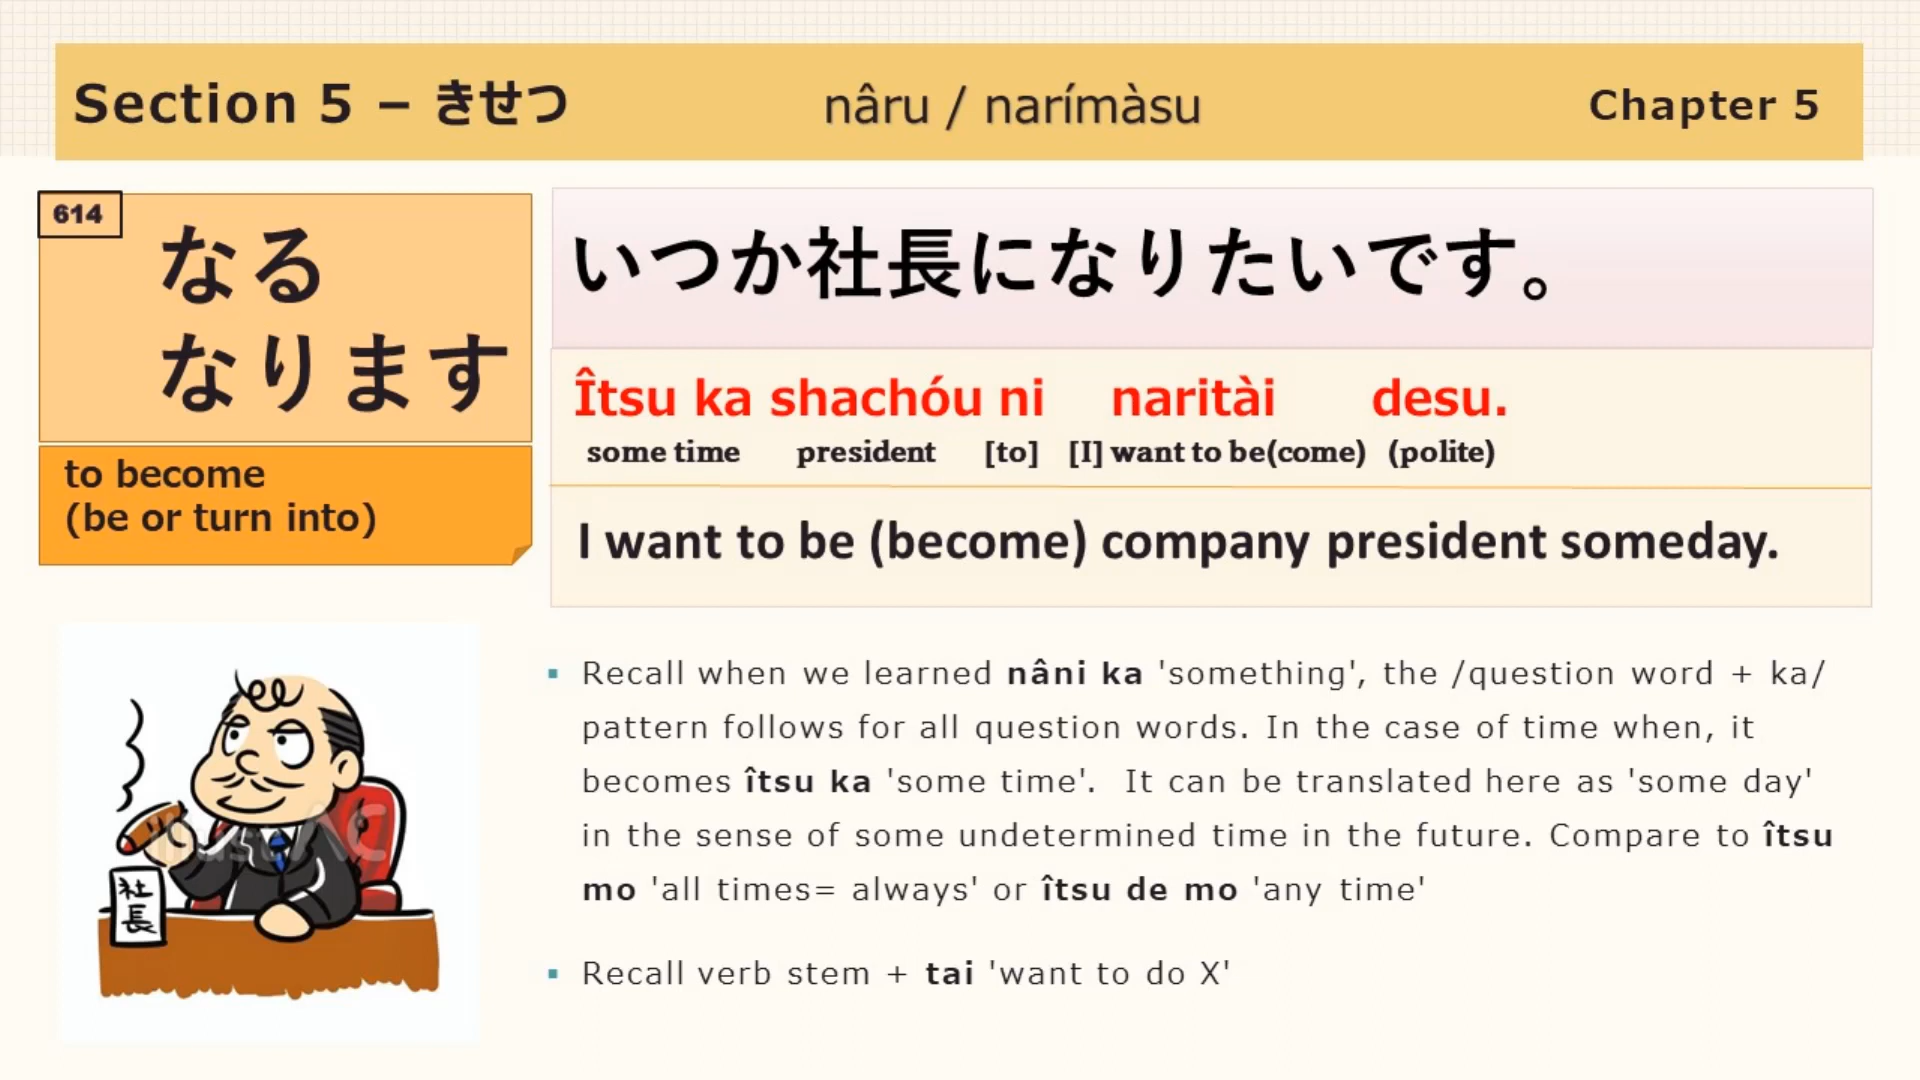 Section 5 – きせつ
nâru / narímàsu
Chapter 5
614
なる
なります
to become
(be or turn into)
いつか社長になりたいです。
Îtsu ka shachóu ni naritài desu.
some time president [to] [I] want to be(come) (polite)
I want to be (become) company president someday.
社長
▪ Recall when we learned nâni ka 'something', the /question word + ka/
pattern follows for all question words. In the case of time when, it
becomes îtsu ka 'some time'. It can be translated here as 'some day'
in the sense of some undetermined time in the future. Compare to îtsu
mo 'all times= always' or îtsu de mo 'any time'
▪ Recall verb stem + tai 'want to do X'